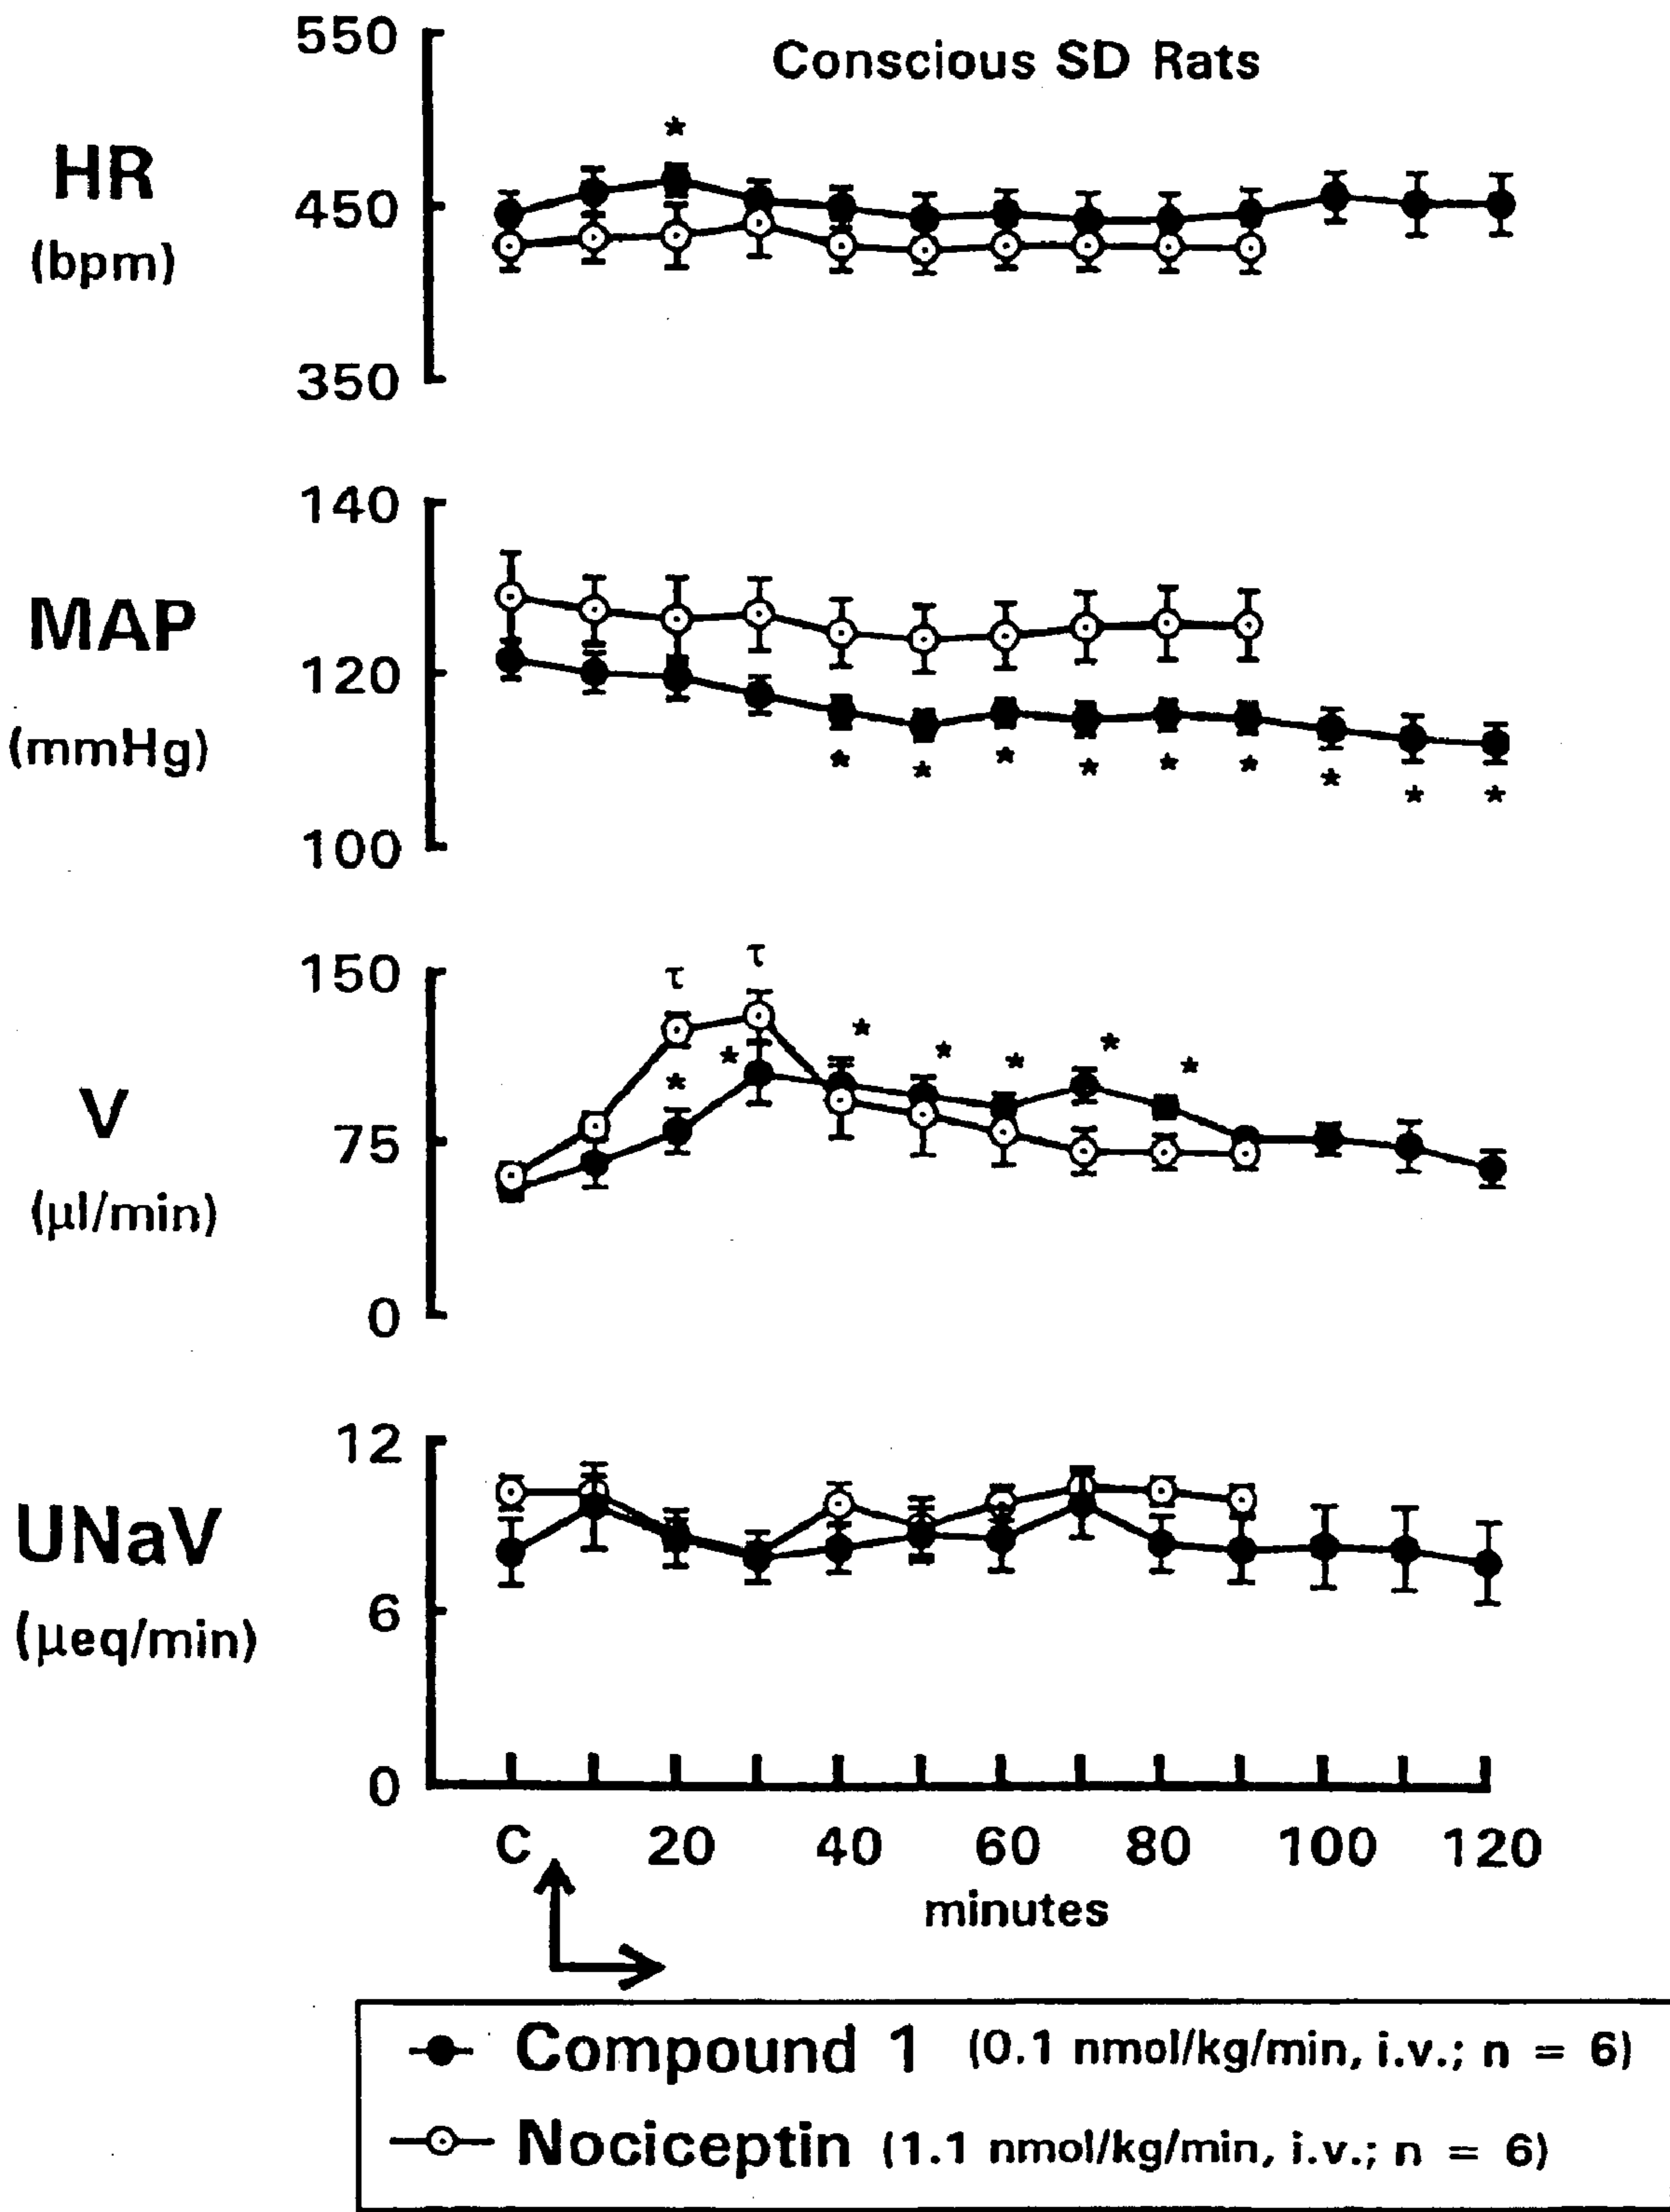 Conscious SD Rats
HR
(bpm)
550
450
350
*
MAP
(mmHg)
140
120
100
* * * * * * * * *
V
(µl/min)
150
75
0
τ τ
* * * * * * *
UNaV
(µeq/min)
12
6
0
C 20 40 60 80 100 120
minutes
Compound 1 (0.1 nmol/kg/min, i.v.; n = 6)
Nociceptin (1.1 nmol/kg/min, i.v.; n = 6)